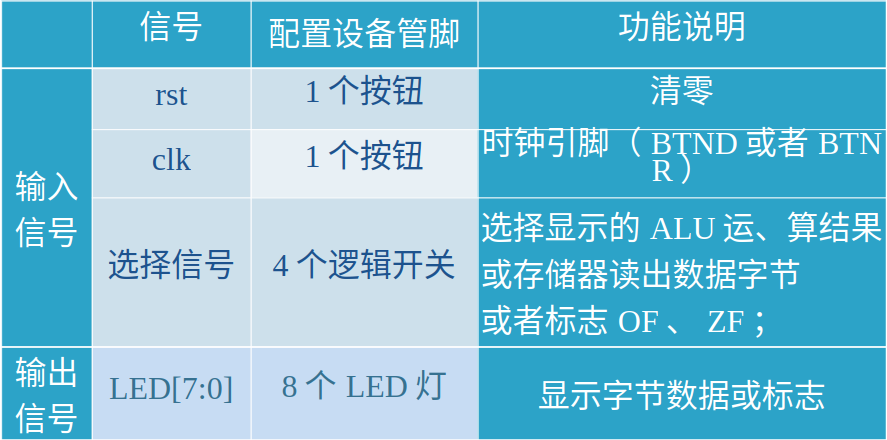 信号 配置设备管脚 功能说明
输入
信号
rst 1 个按钮 清零
clk 1 个按钮 时钟引脚（ BTND 或者 BTN
R ）
选择信号 4 个逻辑开关 选择显示的 ALU 运、算结果
或存储器读出数据字节
或者标志 OF 、 ZF ；
输出
信号
LED[7:0] 8 个 LED 灯 显示字节数据或标志